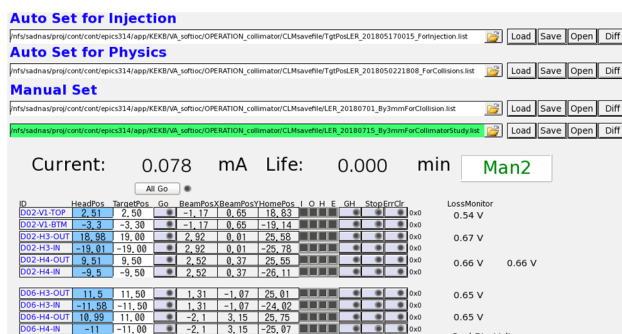 Auto Set for Injection
/nfs/sadnas/proj/cont/cont/epics314/app/KEKB/VA_softioc/OPERATION_collimator/CLMsavefile/TgtPosLER_201805170015_ForInjection.list Load Save Open Diff
Auto Set for Physics
/nfs/sadnas/proj/cont/cont/epics314/app/KEKB/VA_softioc/OPERATION_collimator/CLMsavefile/TgtPosLER_2018050221808_ForCollisions.list Load Save Open Diff
Manual Set
/nfs/sadnas/proj/cont/cont/epics314/app/KEKB/VA_softioc/OPERATION_collimator/CLMsavefile/LER_20180701_By3mmForCllollision.list Load Save Open Diff
/nfs/sadnas/proj/cont/cont/epics314/app/KEKB/VA_softioc/OPERATION_collimator/CLMsavefile/LER_20180715_By3mmForCollimatorStudy.list Load Save Open Diff
Current: 0.078 mA Life: 0.000 min Man2
All Go
ID HeadPos TargetPos Go BeamPosX BeamPosY HomePos I O H E GH Stop ErrClr LossMonitor
D02-V1-TOP 2.51 2.50 -1.17 0.65 18.83 0x0 0.54 V
D02-V1-BTM -3.3 -3.30 -1.17 0.65 -19.14 0x0
D02-H3-OUT 18.98 19.00 2.92 0.01 25.58 0x0 0.67 V
D02-H3-IN -19.01 -19.00 2.92 0.01 -25.78 0x0
D02-H4-OUT 9.51 9.50 2.52 0.37 25.55 0x0 0.66 V 0.66 V
D02-H4-IN -9.5 -9.50 2.52 0.37 -26.11 0x0
D06-H3-OUT 11.5 11.50 1.31 -1.07 25.01 0x0 0.65 V
D06-H3-IN -11.58 -11.50 1.31 -1.07 -24.02 0x0
D06-H4-OUT 10.99 11.00 -2.1 3.15 25.75 0x0 0.65 V
D06-H4-IN -11 -11.00 -2.1 3.15 -25.07 0x0